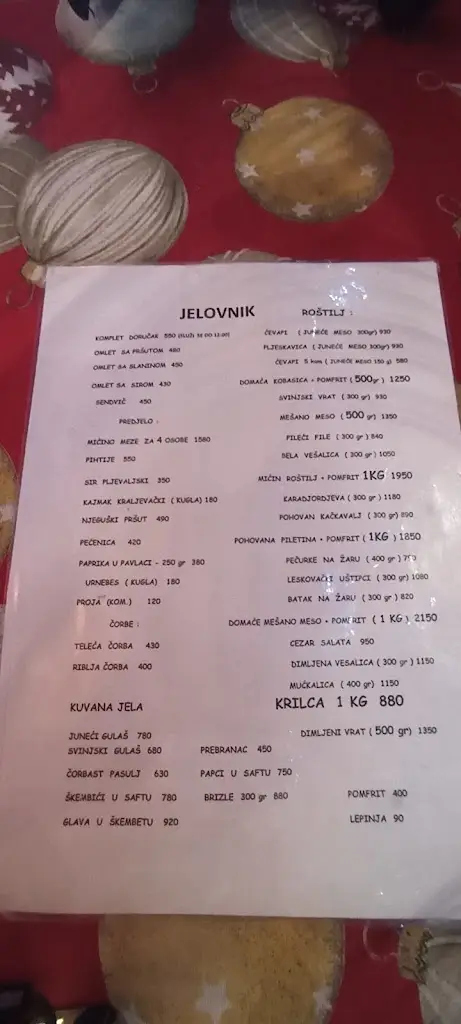 JELOVNIK
KOMPLET DORUČAK 550 (SLUŽI SE DO 12.00)
OMLET SA PRŠUTOM 480
OMLET SA SLANINOM 450
OMLET SA SIROM 430
SENDVIČ 450
PREDJELO :
MIĆINO MEZE ZA 4 OSOBE 1580
PIHTIJE 550
SIR PLJEVALJSKI 350
KAJMAK KRALJEVAČKI (KUGLA) 180
NJEGUŠKI PRŠUT 490
PEČENICA 420
PAPRIKA U PAVLACI - 250 gr 380
URNEBES (KUGLA) 180
PROJA (KOM.) 120
ČORBE :
TELEĆA ČORBA 430
RIBLJA ČORBA 400
ROŠTILJ :
ĆEVAPI ( JUNEĆE MESO 300gr) 930
PLJESKAVICA ( JUNEĆE MESO 300gr) 930
ĆEVAPI 5 kom ( JUNEĆE MESO 150 g) 580
DOMAĆA KOBASICA + POMFRIT (500gr ) 1250
SVINJSKI VRAT (300 gr ) 930
MEŠANO MESO (500 gr ) 1350
PILEĆI FILE ( 300 gr ) 840
BELA VEŠALICA ( 300 gr ) 1050
MIĆIN ROŠTILJ + POMFRIT 1KG 1950
KARADJORDJEVA ( 300 gr ) 1180
POHOVAN KAČKAVALJ ( 300 gr) 890
POHOVANA PILETINA + POMFRIT ( 1KG ) 1850
PEČURKE NA ŽARU ( 400 gr )
LESKOVAČKI UŠTIPCI ( 300 gr) 1080
BATAK NA ŽARU ( 300 gr ) 820
DOMAĆE MEŠANO MESO + POMFRIT ( 1 KG ) 2150
CEZAR SALATA 950
DIMLJENA VESALICA ( 300 gr ) 1150
MUĆKALICA ( 400 gr) 1150
KRILCA 1 KG 880
DIMLJENI VRAT ( 500 gr) 1350
KUVANA JELA
JUNEĆI GULAŠ 780
SVINJSKI GULAŠ 680
ČORBAST PASULJ 630
ŠKEMBIĆI U SAFTU 780
GLAVA U ŠKEMBETU 920
PREBRANAC 450
PAPCI U SAFTU 750
BRIZLE 300 gr 880
POMFRIT 400
LEPINJA 90